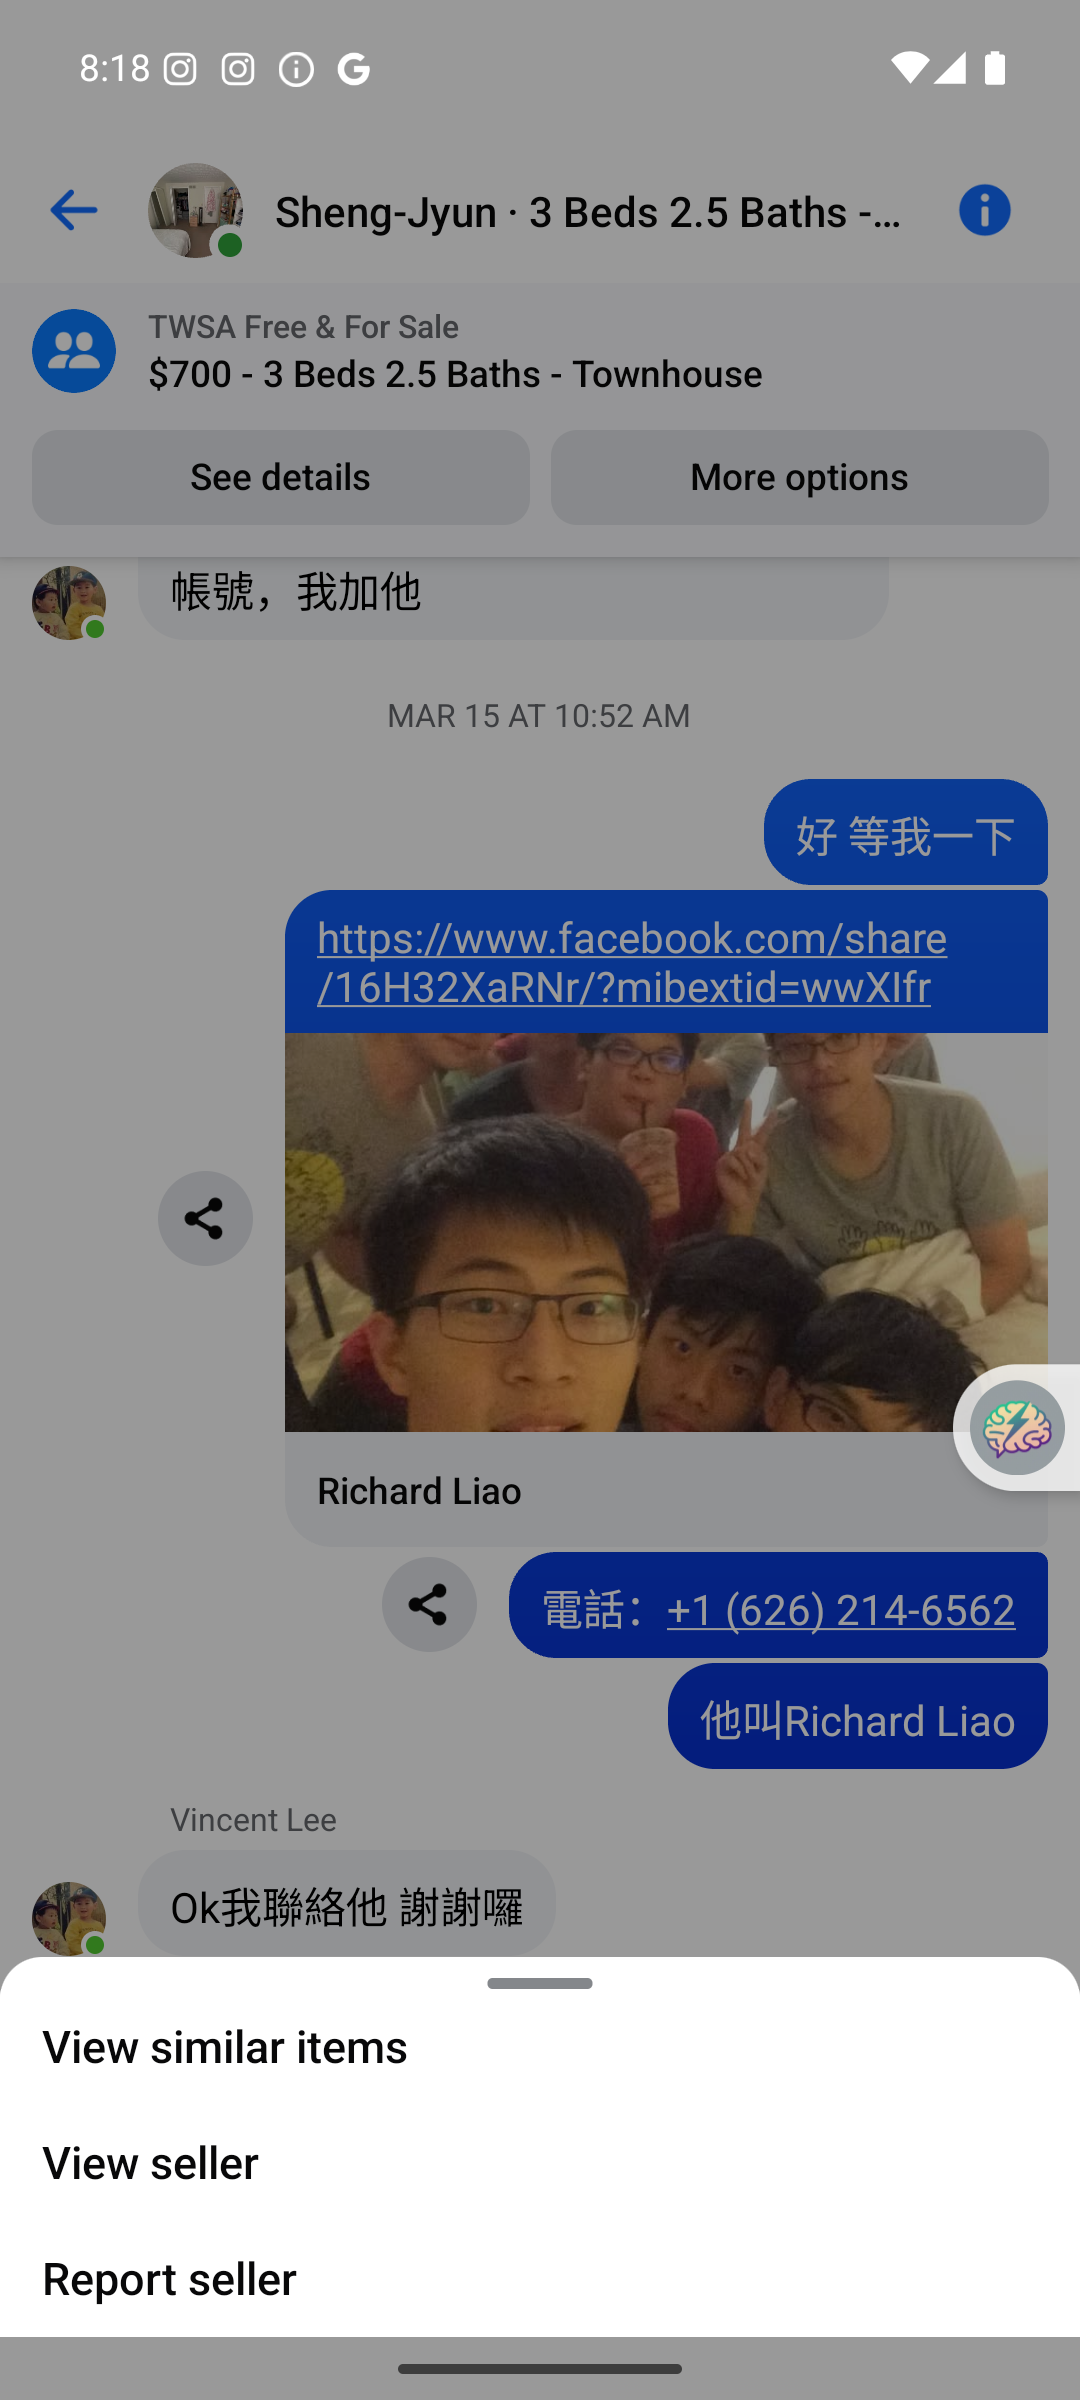 8:18
Sheng-Jyun · 3 Beds 2.5 Baths -...
TWSA Free & For Sale
$700 - 3 Beds 2.5 Baths - Townhouse
See details
More options
帳號，我加他
MAR 15 AT 10:52 AM
好 等我一下
https://www.facebook.com/share
/16H32XaRNr/?mibextid=wwXIfr
Richard Liao
電話：+1 (626) 214-6562
他叫Richard Liao
Vincent Lee
Ok我聯絡他 謝謝囉
View similar items
View seller
Report seller